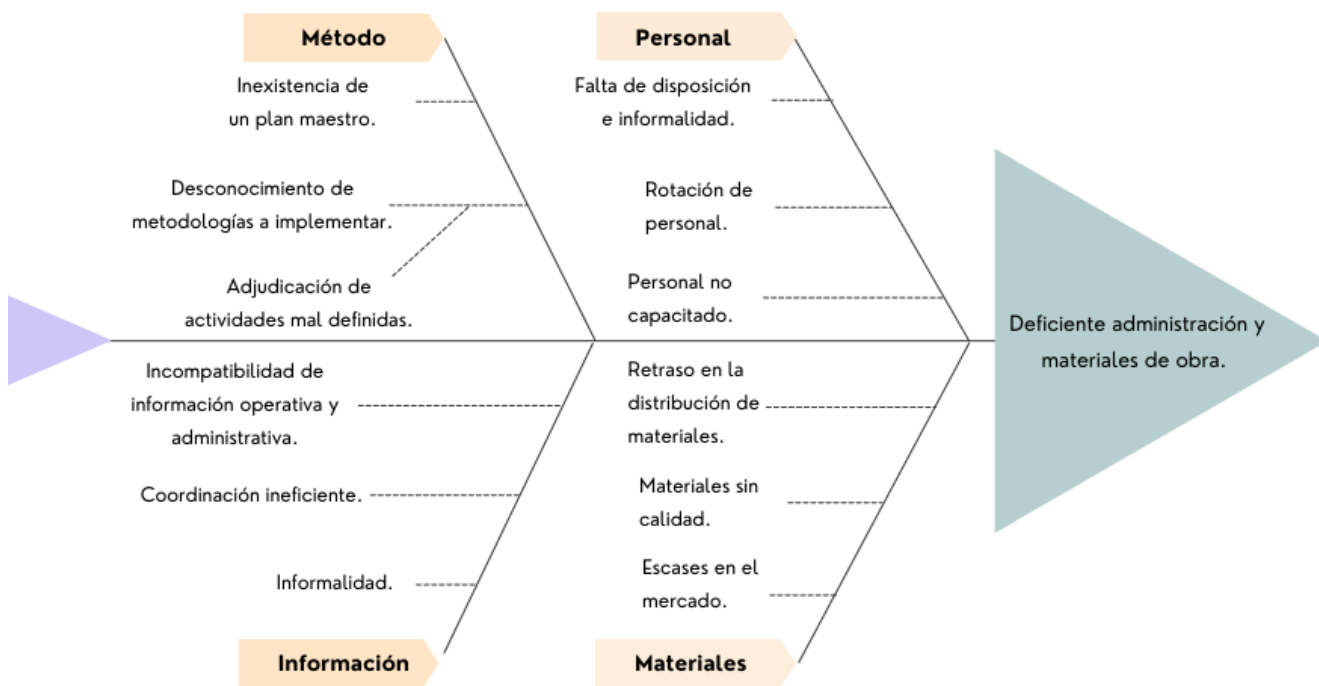 Método
Inexistencia de
un plan maestro.
Desconocimiento de
metodologías a implementar.
Adjudicación de
actividades mal definidas.
Personal
Falta de disposición
e informalidad.
Rotación de
personal.
Personal no
capacitado.
Incompatibilidad de
información operativa y
administrativa.
Coordinación ineficiente.
Informalidad.
Información
Retraso en la
distribución de
materiales.
Materiales sin
calidad.
Escases en el
mercado.
Materiales
Deficiente administración y
materiales de obra.